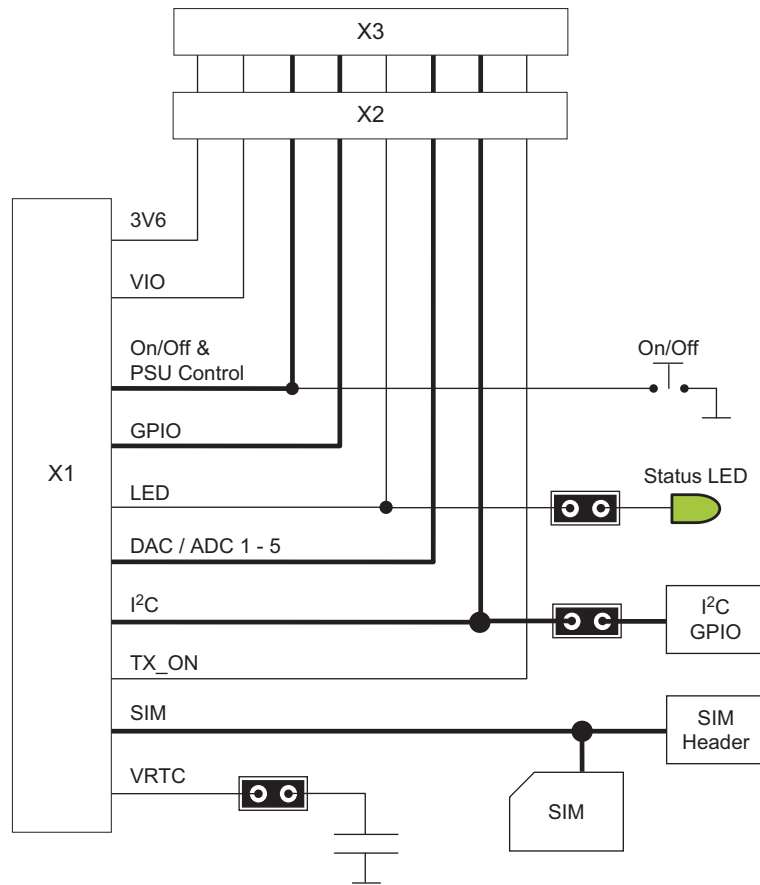 X3
X2
3V6
VIO
On/Off &
PSU Control
On/Off
GPIO
X1
LED
Status LED
DAC / ADC 1 - 5
I²C
I²C
GPIO
TX_ON
SIM
SIM
Header
VRTC
SIM